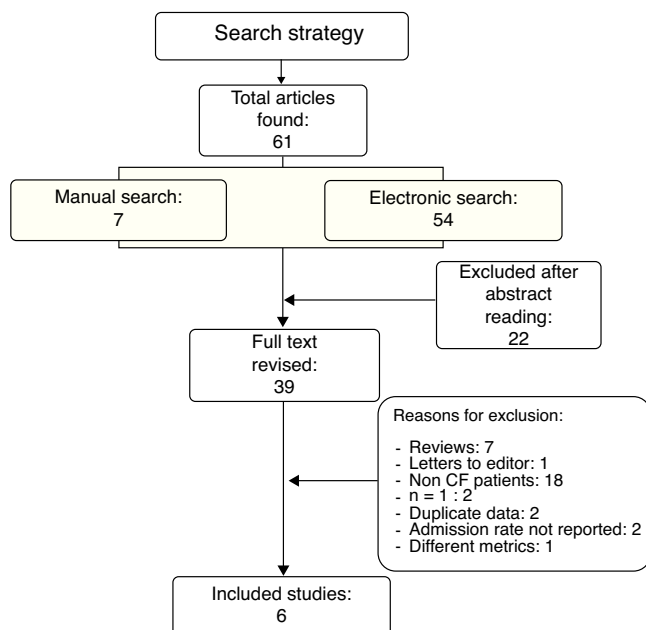 Search strategy
Total articles
found:
61
Manual search:
7
Electronic search:
54
Excluded after
abstract
reading:
22
Full text
revised:
39
Reasons for exclusion:
- Reviews: 7
- Letters to editor: 1
- Non CF patients: 18
- n = 1 : 2
- Duplicate data: 2
- Admission rate not reported: 2
- Different metrics: 1
Included studies:
6